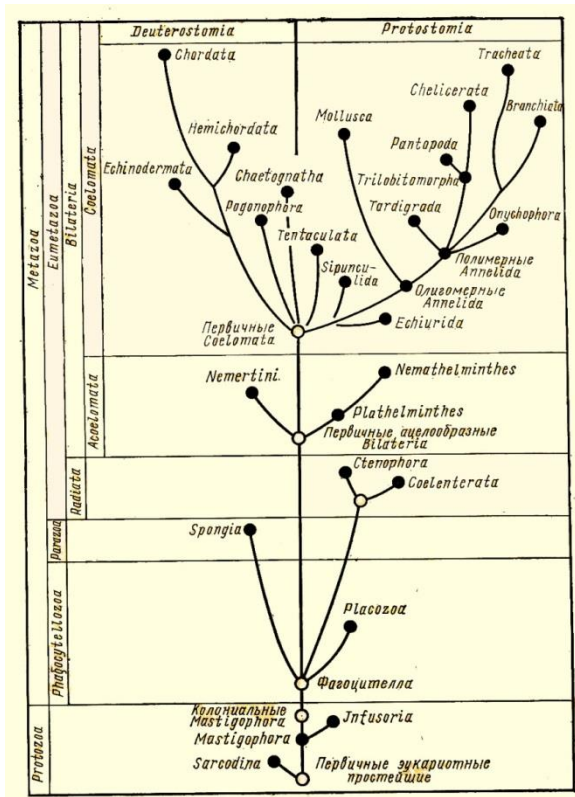 Deuterostomia
Protostomia
Chordata
Tracheata
Chelicerata
Mollusca
Branchiata
Hemichordata
Pantopoda
Echinodermata
Chaetognatha
Trilobitomorpha
Pogonophora
Tardigrada
Onychophora
Tentaculata
Полимерные
Annelida
Sipuncu-
lida
Олигомерные
Annelida
Первичные
Coelomata
Echiurida
Nemertini.
Nemathelminthes
Plathelminthes
Первичные ацелообразные
Bilateria
Ctenophora
Coelenterata
Spongia
Placozoa
Фагоцителла
Колониальные
Mastigophora
Infusoria
Mastigophora
Sarcodina
Первичные эукариотные
простейшие
Metazoa
Eumetazoa
Bilateria
Coelomata
Acoelomata
Radiata
Parazoa
Phagocytellozoa
Protozoa